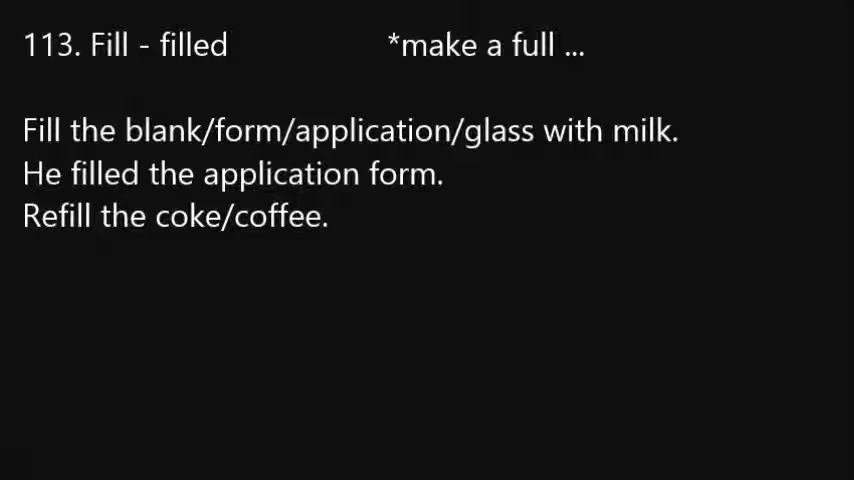 113. Fill - filled *make a full ...
Fill the blank/form/application/glass with milk.
He filled the application form.
Refill the coke/coffee.